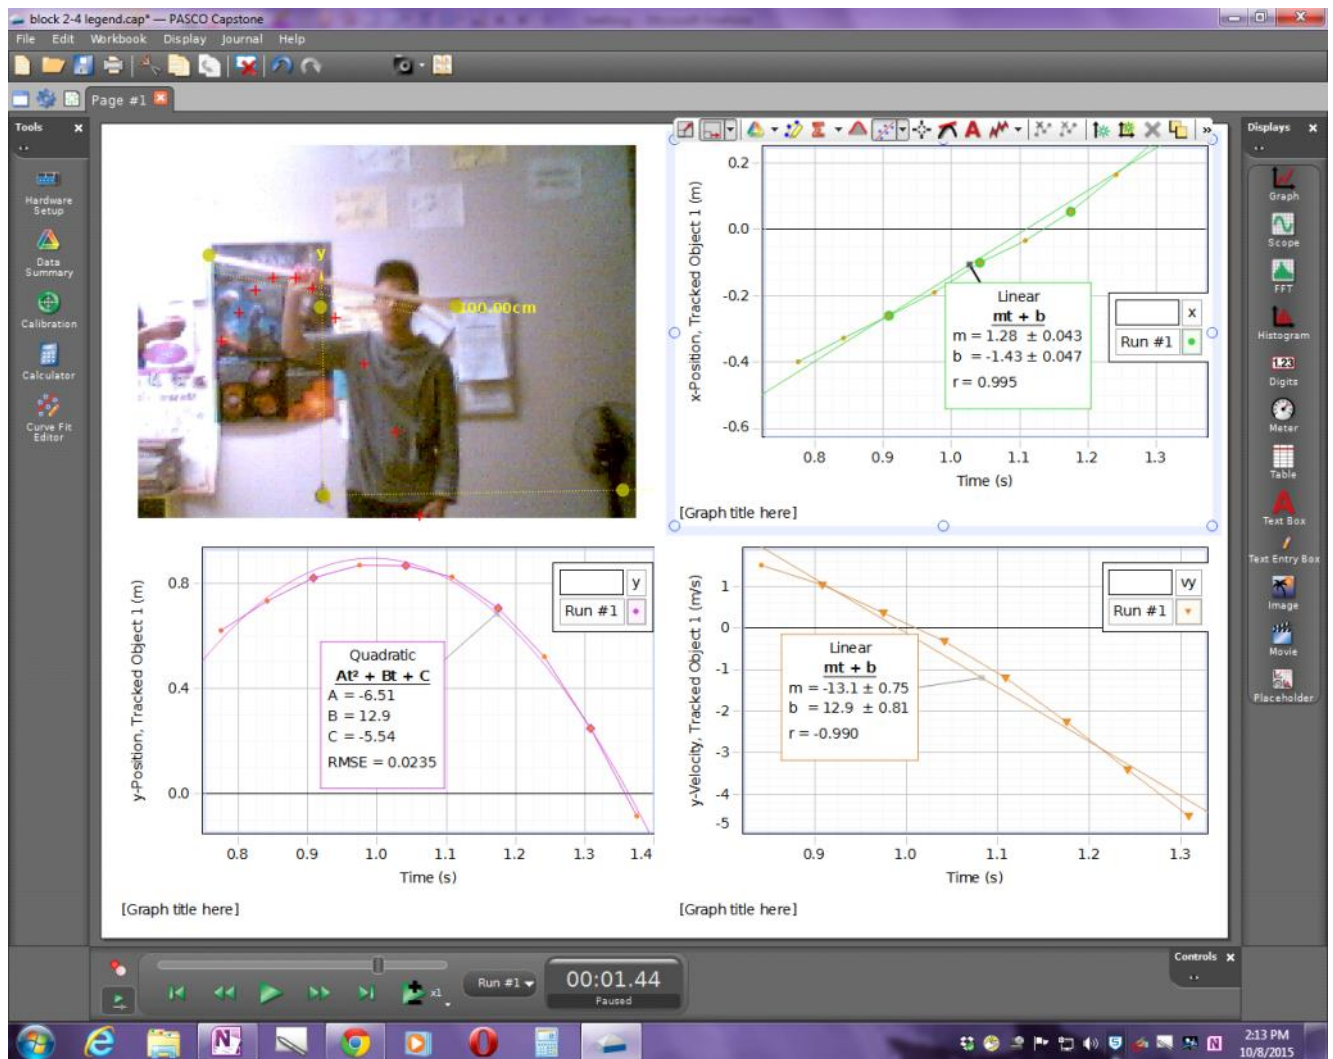 block 2-4 legend.cap* — PASCO Capstone
File Edit Workbook Display Journal Help
Page #1
Tools
Hardware
Setup
Data
Summary
Calibration
Calculator
Curve Fit
Editor
y
100.00cm
x-Position, Tracked Object 1 (m)
0.2
0.0
-0.2
-0.4
-0.6
0.8 0.9 1.0 1.1 1.2 1.3
Time (s)
Linear
mt + b
m = 1.28 ± 0.043
b = -1.43 ± 0.047
r = 0.995
x
Run #1
[Graph title here]
y-Position, Tracked Object 1 (m)
0.8
0.4
0.0
0.8 0.9 1.0 1.1 1.2 1.3 1.4
Time (s)
Quadratic
At² + Bt + C
A = -6.51
B = 12.9
C = -5.54
RMSE = 0.0235
y
Run #1
[Graph title here]
y-Velocity, Tracked Object 1 (m/s)
1
0
-1
-2
-3
-4
-5
0.9 1.0 1.1 1.2 1.3
Time (s)
Linear
mt + b
m = -13.1 ± 0.75
b = 12.9 ± 0.81
r = -0.990
vy
Run #1
[Graph title here]
Displays
Graph
Scope
FFT
Histogram
1.23
Digits
Meter
Table
Text Box
Text Entry Box
Image
Movie
Placeholder
x1
Run #1
00:01.44
Paused
Controls
2:13 PM
10/8/2015